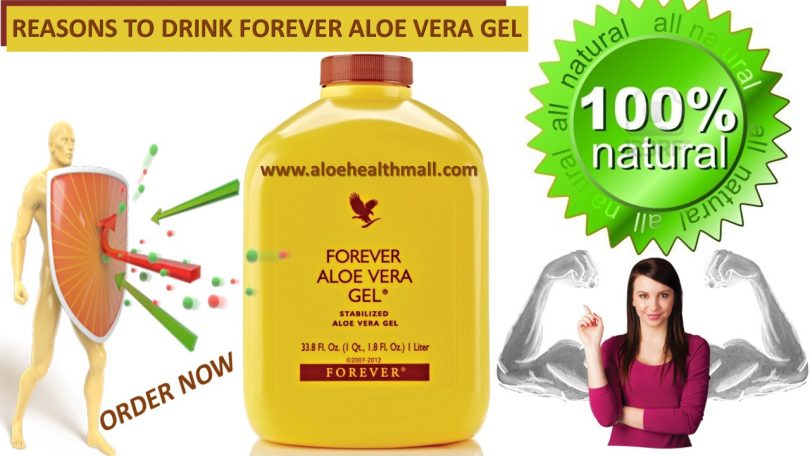 REASONS TO DRINK FOREVER ALOE VERA GEL
www.aloehealthmall.com
FOREVER
ALOE VERA
GEL®
STABILIZED
ALOE VERA GEL
33.8 Fl. Oz. (1 Qt., 1.8 Fl. Oz.) 1 Liter
©2007-2012
FOREVER®
ORDER NOW
all natural all natural
100%
natural
all natural all natural